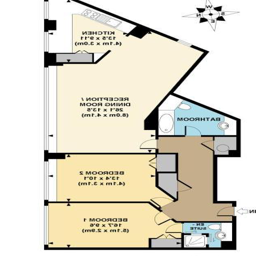 KITCHEN
13'5 x 9'11
(4.1m x 3.0m)
RECEPTION /
DINING ROOM
26'1 x 13'5
(8.0m x 4.1m)
BATHROOM
BEDROOM 2
13'4 x 10'1
(4.1m x 3.1m)
BEDROOM 1
16'7 x 9'6
(5.1m x 2.9m)
EN-
SUITE
IN